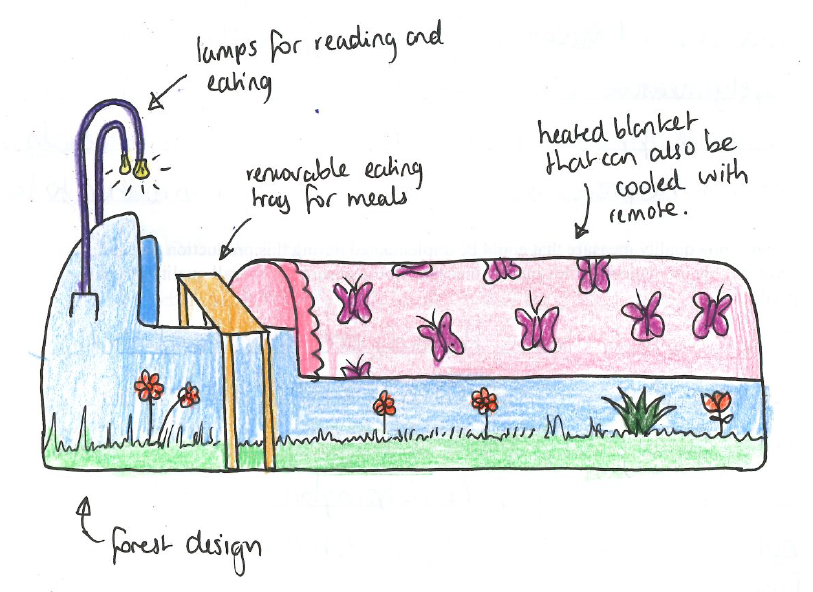 lamps for reading and
eating
removable eating
tray for meals
heated blanket
that can also be
cooled with
remote.
forest design